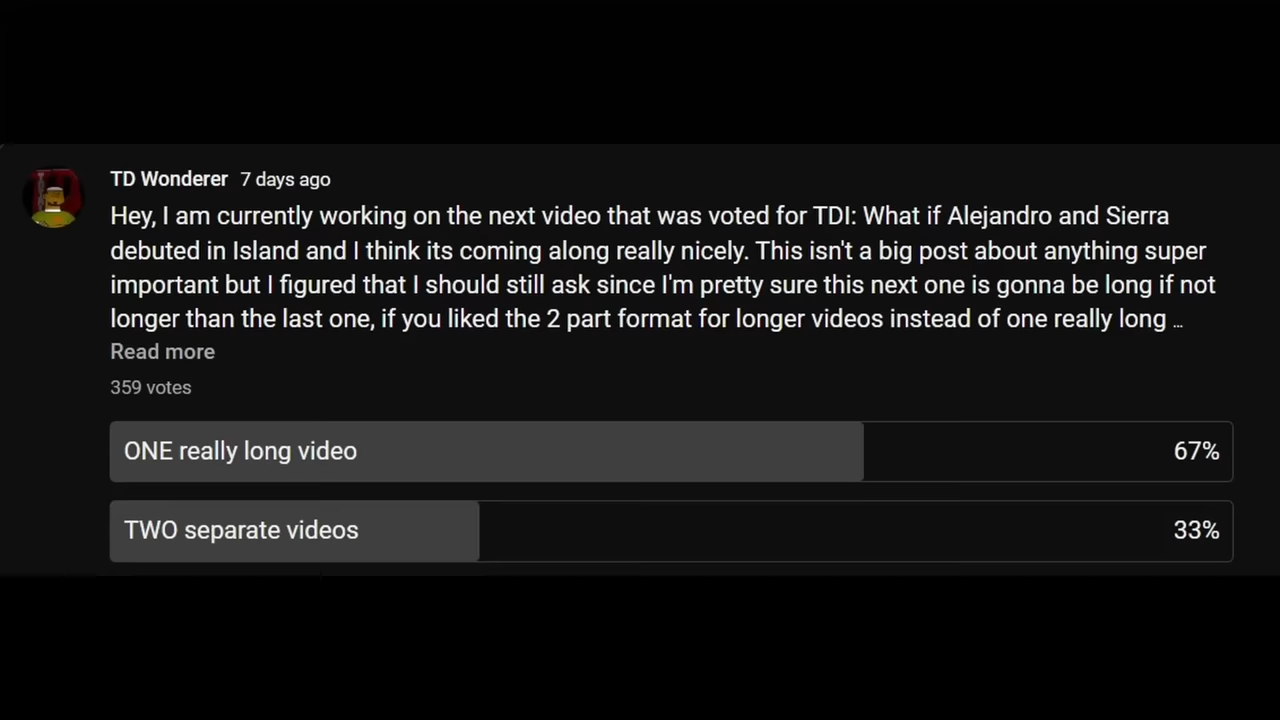 TD Wonderer 7 days ago
Hey, I am currently working on the next video that was voted for TDI: What if Alejandro and Sierra
debuted in Island and I think its coming along really nicely. This isn't a big post about anything super
important but I figured that I should still ask since I'm pretty sure this next one is gonna be long if not
longer than the last one, if you liked the 2 part format for longer videos instead of one really long ...
Read more
359 votes
ONE really long video 67%
TWO separate videos 33%